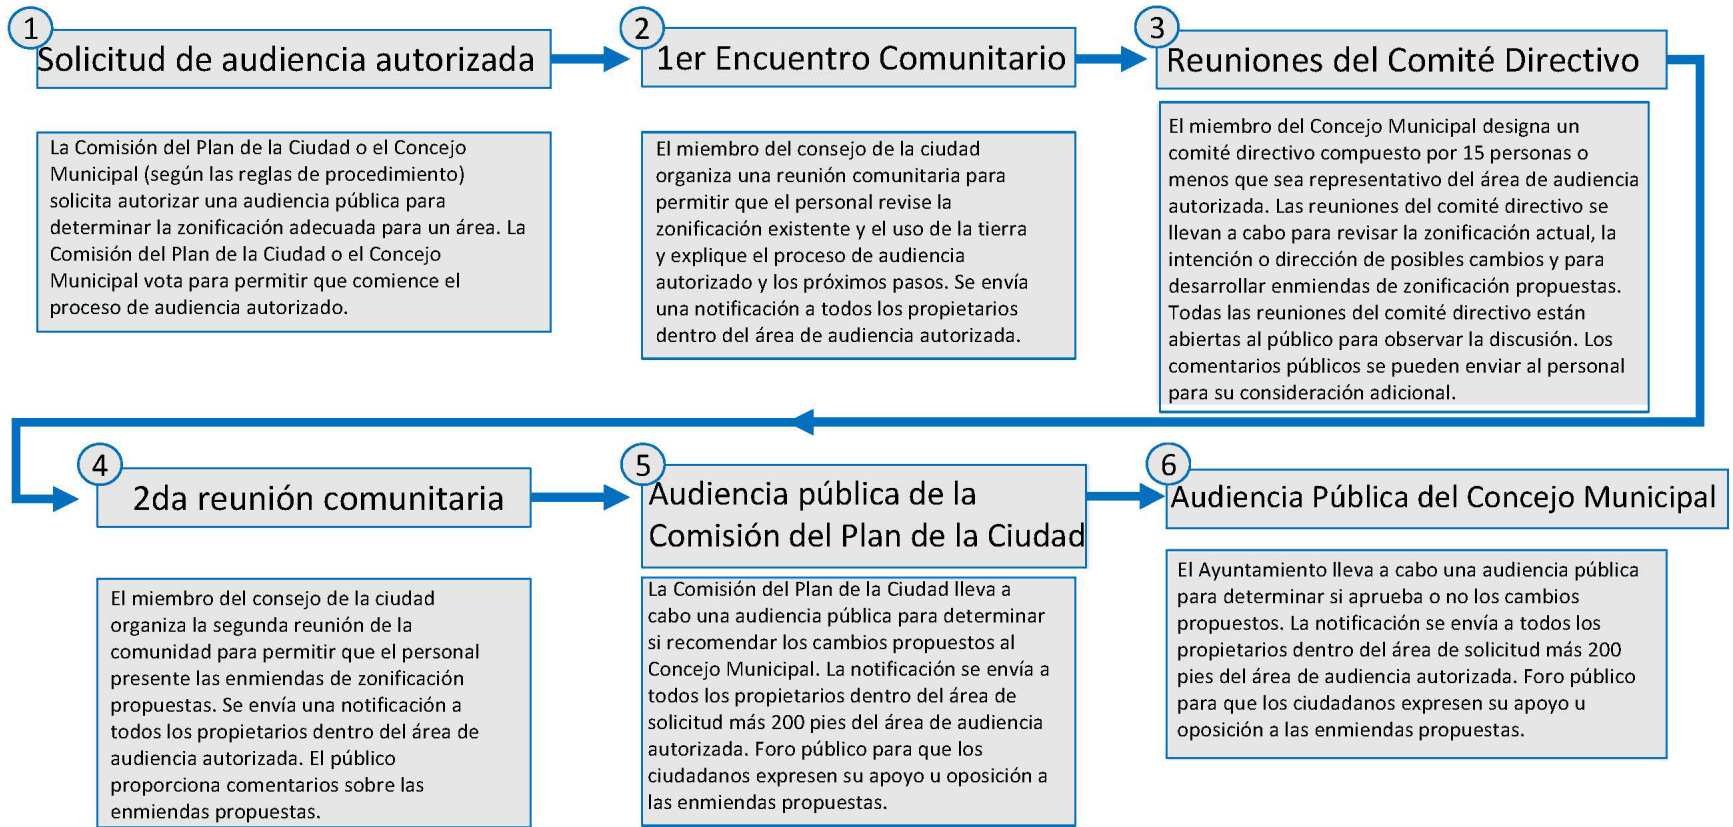 1
Solicitud de audiencia autorizada
La Comisión del Plan de la Ciudad o el Concejo
Municipal (según las reglas de procedimiento)
solicita autorizar una audiencia pública para
determinar la zonificación adecuada para un área. La
Comisión del Plan de la Ciudad o el Concejo
Municipal vota para permitir que comience el
proceso de audiencia autorizado.
2
1er Encuentro Comunitario
El miembro del consejo de la ciudad
organiza una reunión comunitaria para
permitir que el personal revise la
zonificación existente y el uso de la tierra
y explique el proceso de audiencia
autorizado y los próximos pasos. Se envía
una notificación a todos los propietarios
dentro del área de audiencia autorizada.
3
Reuniones del Comité Directivo
El miembro del Concejo Municipal designa un
comité directivo compuesto por 15 personas o
menos que sea representativo del área de audiencia
autorizada. Las reuniones del comité directivo se
llevan a cabo para revisar la zonificación actual, la
intención o dirección de posibles cambios y para
desarrollar enmiendas de zonificación propuestas.
Todas las reuniones del comité directivo están
abiertas al público para observar la discusión. Los
comentarios públicos se pueden enviar al personal
para su consideración adicional.
4
2da reunión comunitaria
El miembro del consejo de la ciudad
organiza la segunda reunión de la
comunidad para permitir que el personal
presente las enmiendas de zonificación
propuestas. Se envía una notificación a
todos los propietarios dentro del área de
audiencia autorizada. El público
proporciona comentarios sobre las
enmiendas propuestas.
5
Audiencia pública de la
Comisión del Plan de la Ciudad
La Comisión del Plan de la Ciudad lleva a
cabo una audiencia pública para determinar
si recomendar los cambios propuestos al
Concejo Municipal. La notificación se envía a
todos los propietarios dentro del área de
solicitud más 200 pies del área de audiencia
autorizada. Foro público para que los
ciudadanos expresen su apoyo u oposición a
las enmiendas propuestas.
6
Audiencia Pública del Concejo Municipal
El Ayuntamiento lleva a cabo una audiencia pública
para determinar si aprueba o no los cambios
propuestos. La notificación se envía a todos los
propietarios dentro del área de solicitud más 200
pies del área de audiencia autorizada. Foro público
para que los ciudadanos expresen su apoyo u
oposición a las enmiendas propuestas.